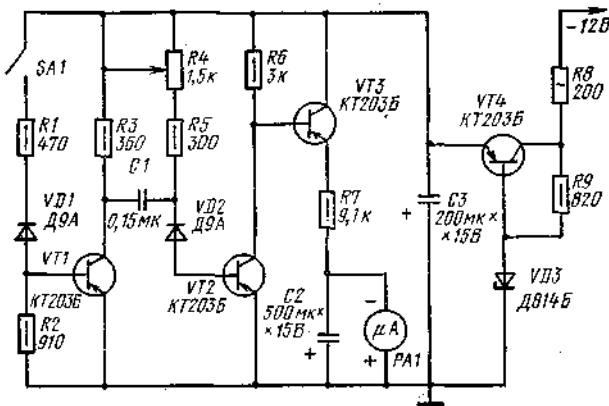 -12В
SA1
R4
1,5к
R6
3к
VT3
КТ203Б
R8
200
VT4
КТ203Б
R1
470
R3
360
R5
300
C1
0,15мк
R7
9,1к
C3
200мк×
×15В
R9
820
VD1
Д9А
VD2
Д9А
VT1
КТ203Б
VT2
КТ203Б
C2
500мк×
×15В
VD3
Д814Б
R2
910
μA
PA1